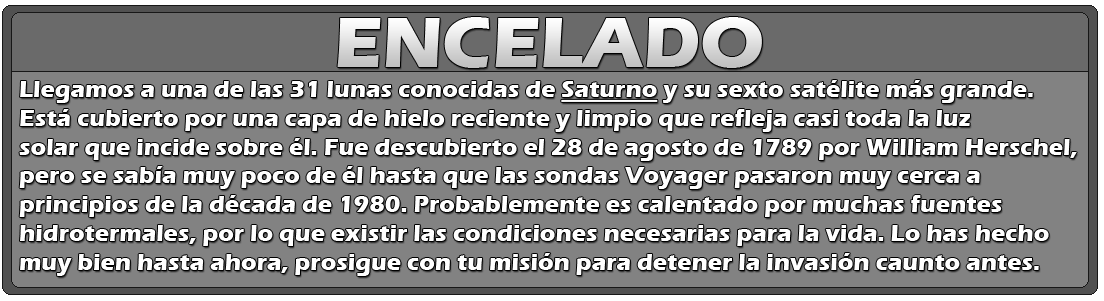 ENCELADO
Llegamos a una de las 31 lunas conocidas de Saturno y su sexto satélite más grande.
Está cubierto por una capa de hielo reciente y limpio que refleja casi toda la luz
solar que incide sobre él. Fue descubierto el 28 de agosto de 1789 por William Herschel,
pero se sabía muy poco de él hasta que las sondas Voyager pasaron muy cerca a
principios de la década de 1980. Probablemente es calentado por muchas fuentes
hidrotermales, por lo que existir las condiciones necesarias para la vida. Lo has hecho
muy bien hasta ahora, prosigue con tu misión para detener la invasión caunto antes.